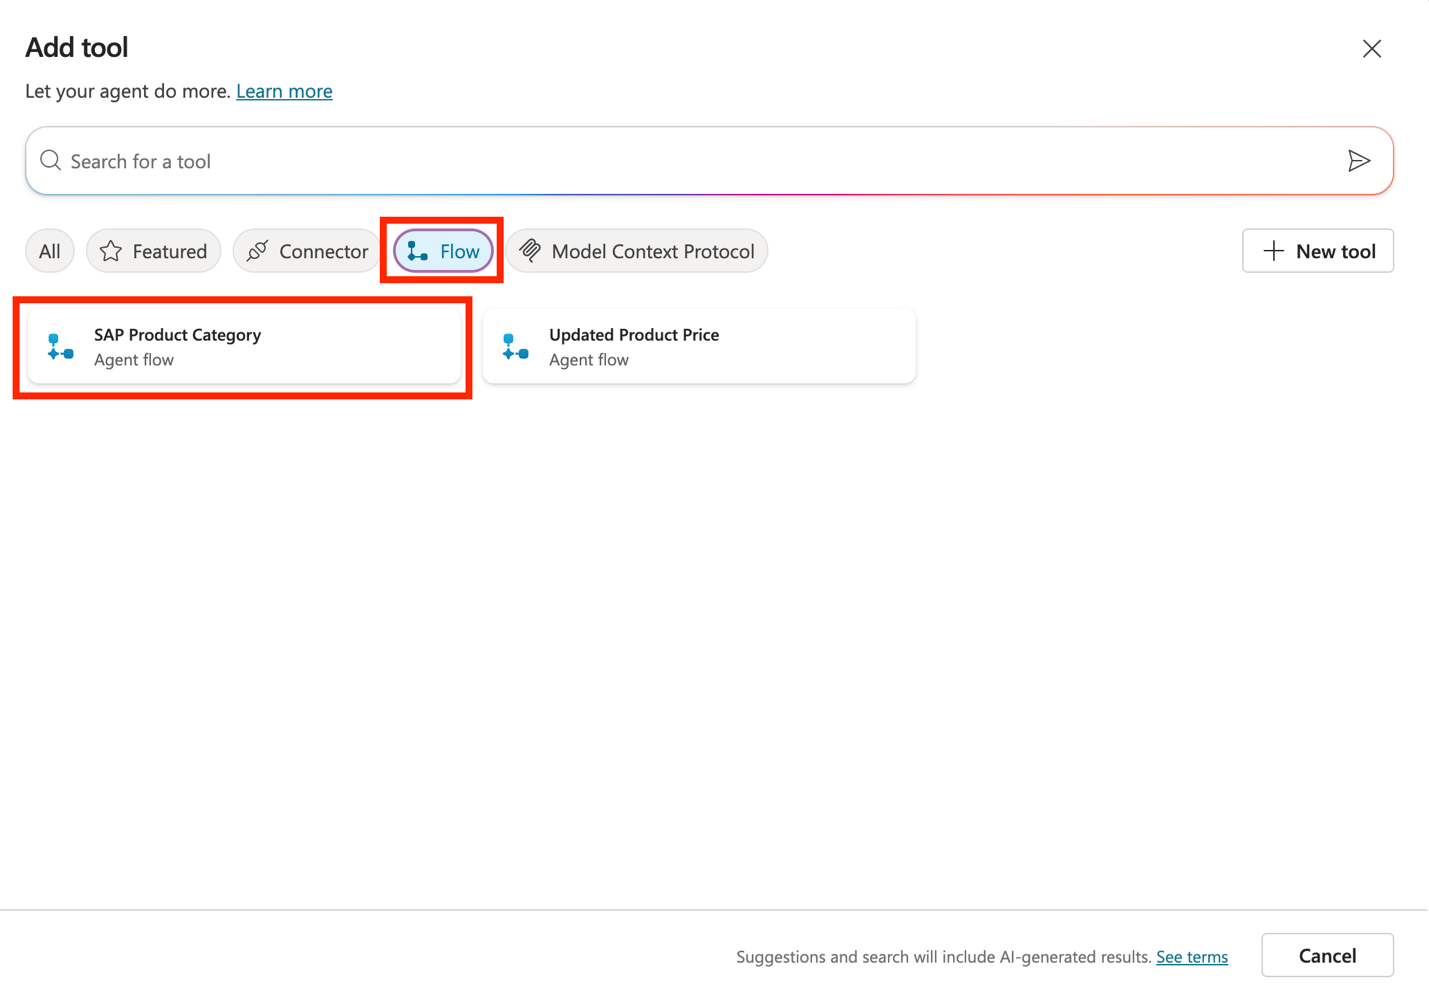 Add tool
Let your agent do more. Learn more
Search for a tool
All
Featured
Connector
Flow
Model Context Protocol
New tool
SAP Product Category
Agent flow
Updated Product Price
Agent flow
Suggestions and search will include AI-generated results. See terms
Cancel